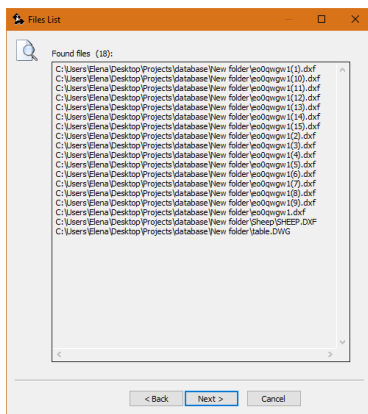 Files List
Found files (18):
C:\Users\Elena\Desktop\Projects\database\New folder\eo0qwgw1(1).dxf
C:\Users\Elena\Desktop\Projects\database\New folder\eo0qwgw1(10).dxf
C:\Users\Elena\Desktop\Projects\database\New folder\eo0qwgw1(11).dxf
C:\Users\Elena\Desktop\Projects\database\New folder\eo0qwgw1(12).dxf
C:\Users\Elena\Desktop\Projects\database\New folder\eo0qwgw1(13).dxf
C:\Users\Elena\Desktop\Projects\database\New folder\eo0qwgw1(14).dxf
C:\Users\Elena\Desktop\Projects\database\New folder\eo0qwgw1(15).dxf
C:\Users\Elena\Desktop\Projects\database\New folder\eo0qwgw1(2).dxf
C:\Users\Elena\Desktop\Projects\database\New folder\eo0qwgw1(3).dxf
C:\Users\Elena\Desktop\Projects\database\New folder\eo0qwgw1(4).dxf
C:\Users\Elena\Desktop\Projects\database\New folder\eo0qwgw1(5).dxf
C:\Users\Elena\Desktop\Projects\database\New folder\eo0qwgw1(6).dxf
C:\Users\Elena\Desktop\Projects\database\New folder\eo0qwgw1(7).dxf
C:\Users\Elena\Desktop\Projects\database\New folder\eo0qwgw1(8).dxf
C:\Users\Elena\Desktop\Projects\database\New folder\eo0qwgw1(9).dxf
C:\Users\Elena\Desktop\Projects\database\New folder\eo0qwgw1.dxf
C:\Users\Elena\Desktop\Projects\database\New folder\Sheep\SHEEP.DXF
C:\Users\Elena\Desktop\Projects\database\New folder\table.DWG
< Back Next > Cancel